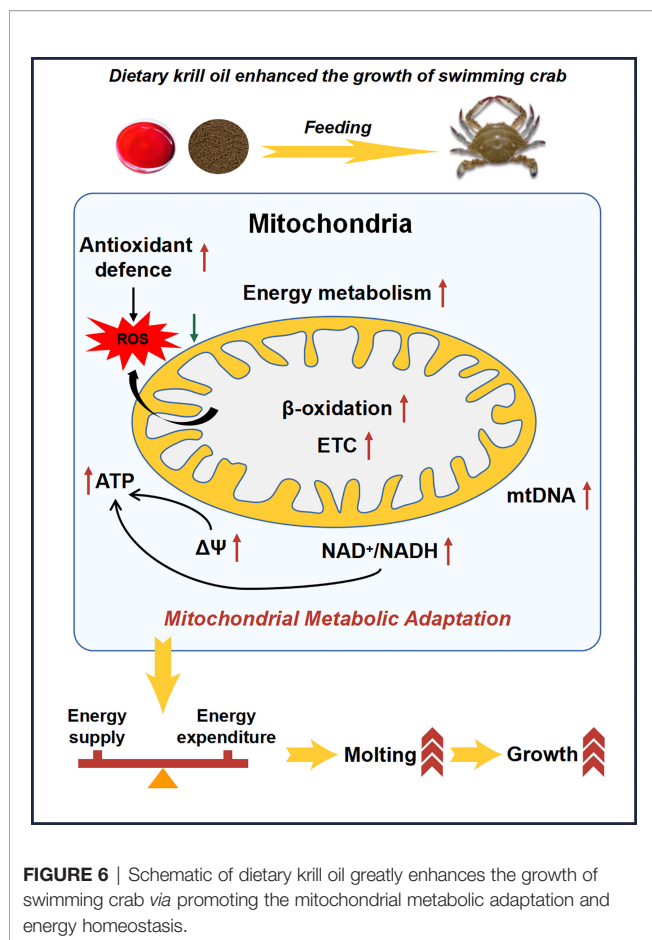 Dietary krill oil enhanced the growth of swimming crab
Feeding
Mitochondria
Antioxidant
defence
Energy metabolism
ROS
β-oxidation
ETC
ATP
mtDNA
ΔΨ
NAD⁺/NADH
Mitochondrial Metabolic Adaptation
Energy
supply
Energy
expenditure
Molting
Growth
FIGURE 6 | Schematic of dietary krill oil greatly enhances the growth of
swimming crab via promoting the mitochondrial metabolic adaptation and
energy homeostasis.